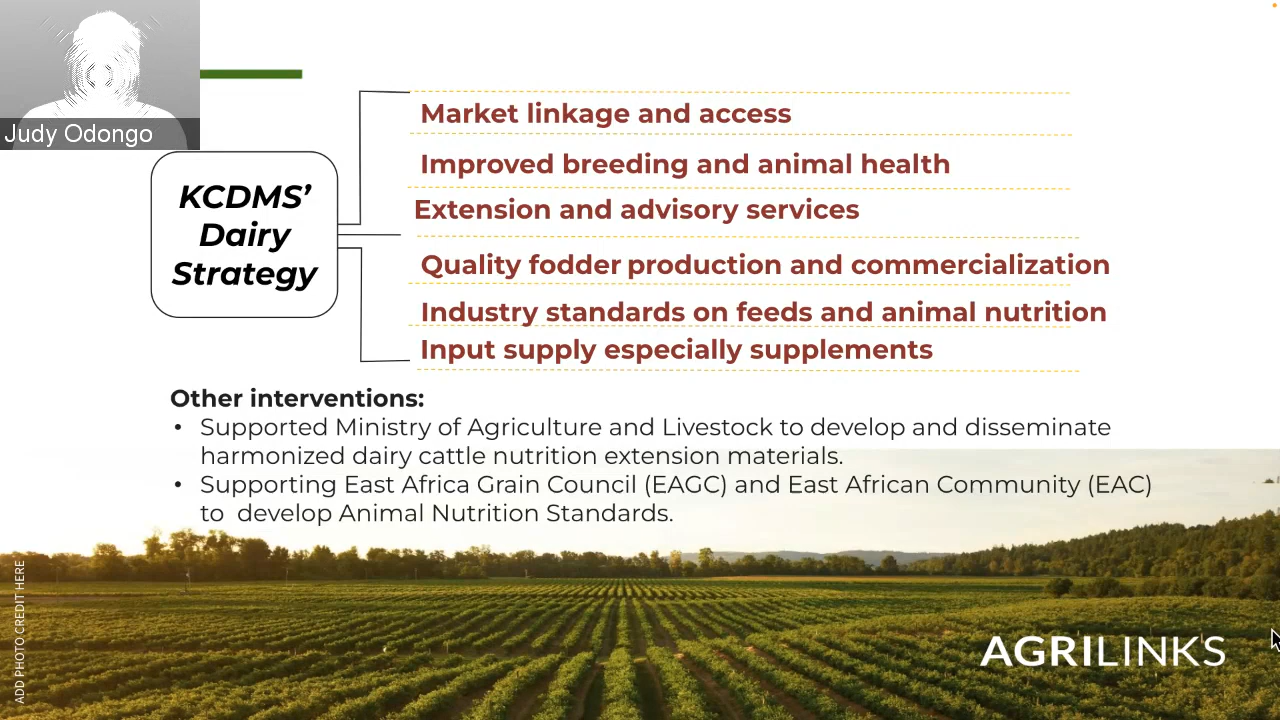 Judy Odongo
KCDMS’
Dairy
Strategy
Market linkage and access
Improved breeding and animal health
Extension and advisory services
Quality fodder production and commercialization
Industry standards on feeds and animal nutrition
Input supply especially supplements
Other interventions:
• Supported Ministry of Agriculture and Livestock to develop and disseminate
harmonized dairy cattle nutrition extension materials.
• Supporting East Africa Grain Council (EAGC) and East African Community (EAC)
to develop Animal Nutrition Standards.
ADD PHOTO CREDIT HERE
AGRILINKS